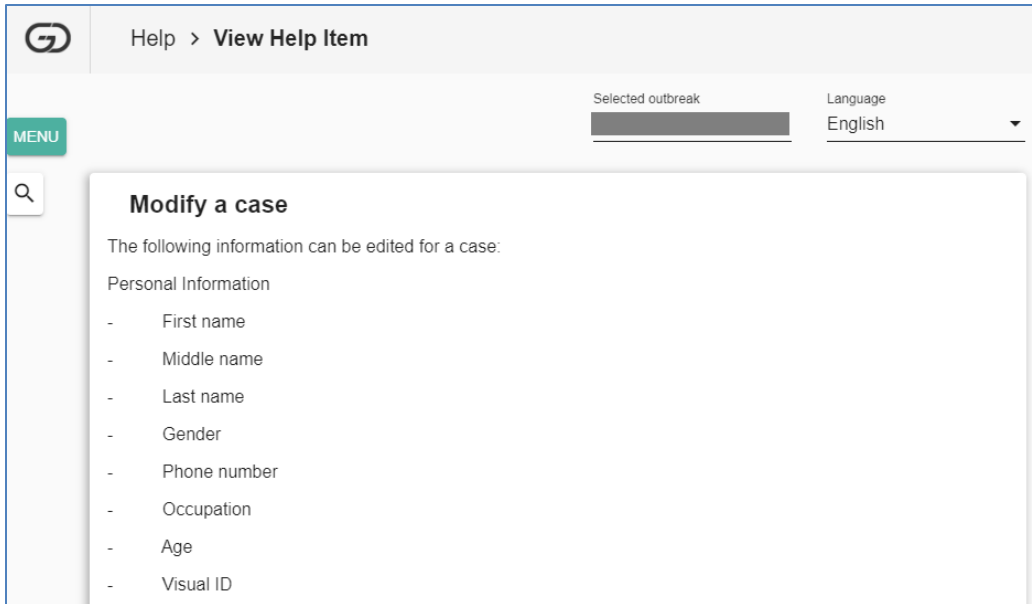 Help > View Help Item
Selected outbreak
Language
English
MENU
Modify a case
The following information can be edited for a case:
Personal Information
- First name
- Middle name
- Last name
- Gender
- Phone number
- Occupation
- Age
- Visual ID